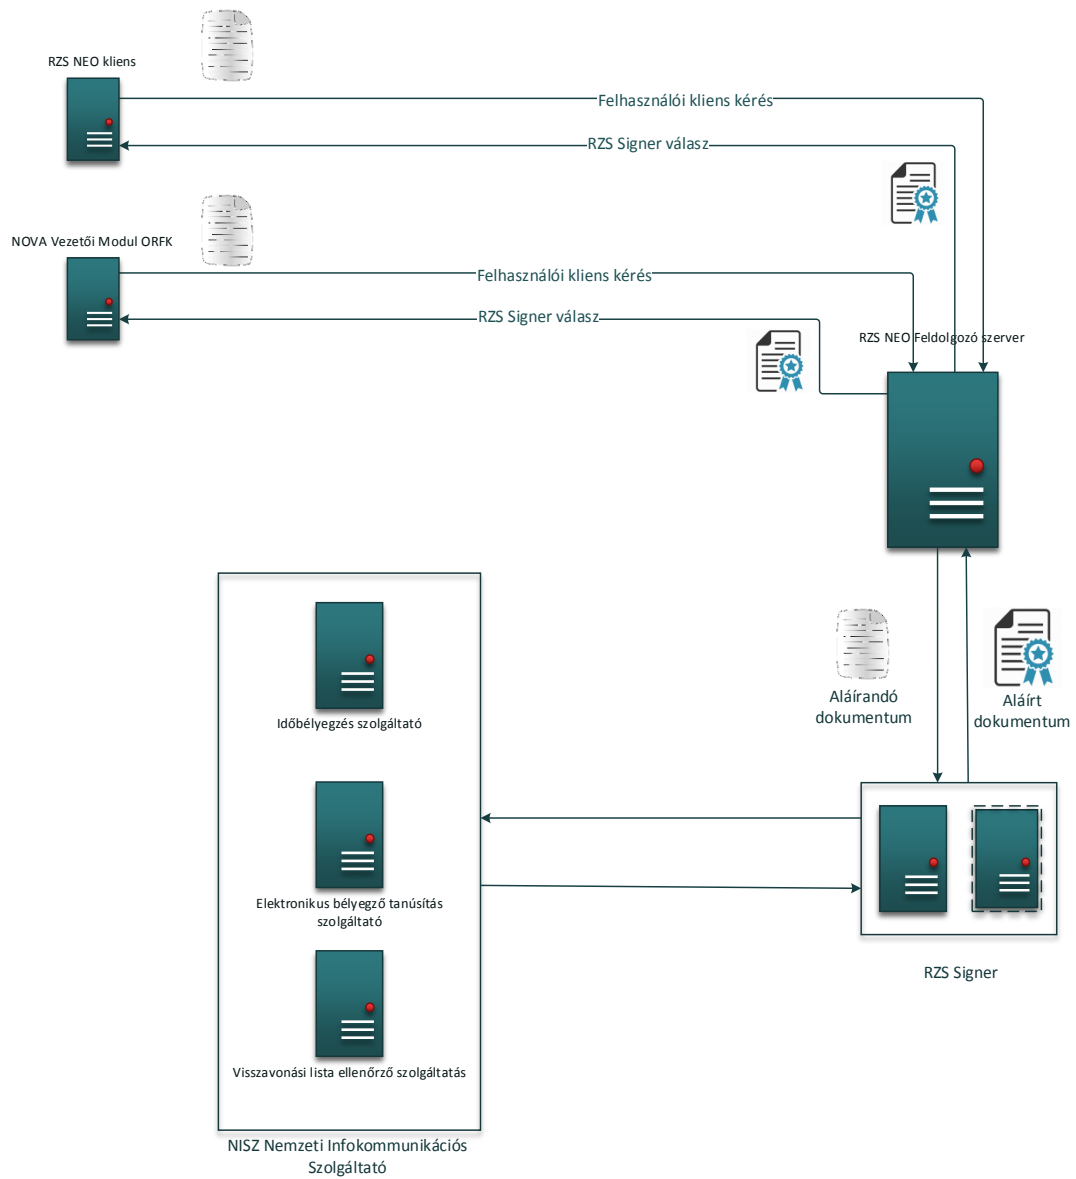 RZS NEO kliens
Felhasználói kliens kérés
RZS Signer válasz
NOVA Vezetői Modul ORFK
Felhasználói kliens kérés
RZS Signer válasz
RZS NEO Feldolgozó szerver
Aláírandó
dokumentum
Aláírt
dokumentum
Időbélyegzés szolgáltató
Elektronikus bélyegző tanúsítás
szolgáltató
RZS Signer
Visszavonási lista ellenőrző szolgáltatás
NISZ Nemzeti Infokommunikációs
Szolgáltató